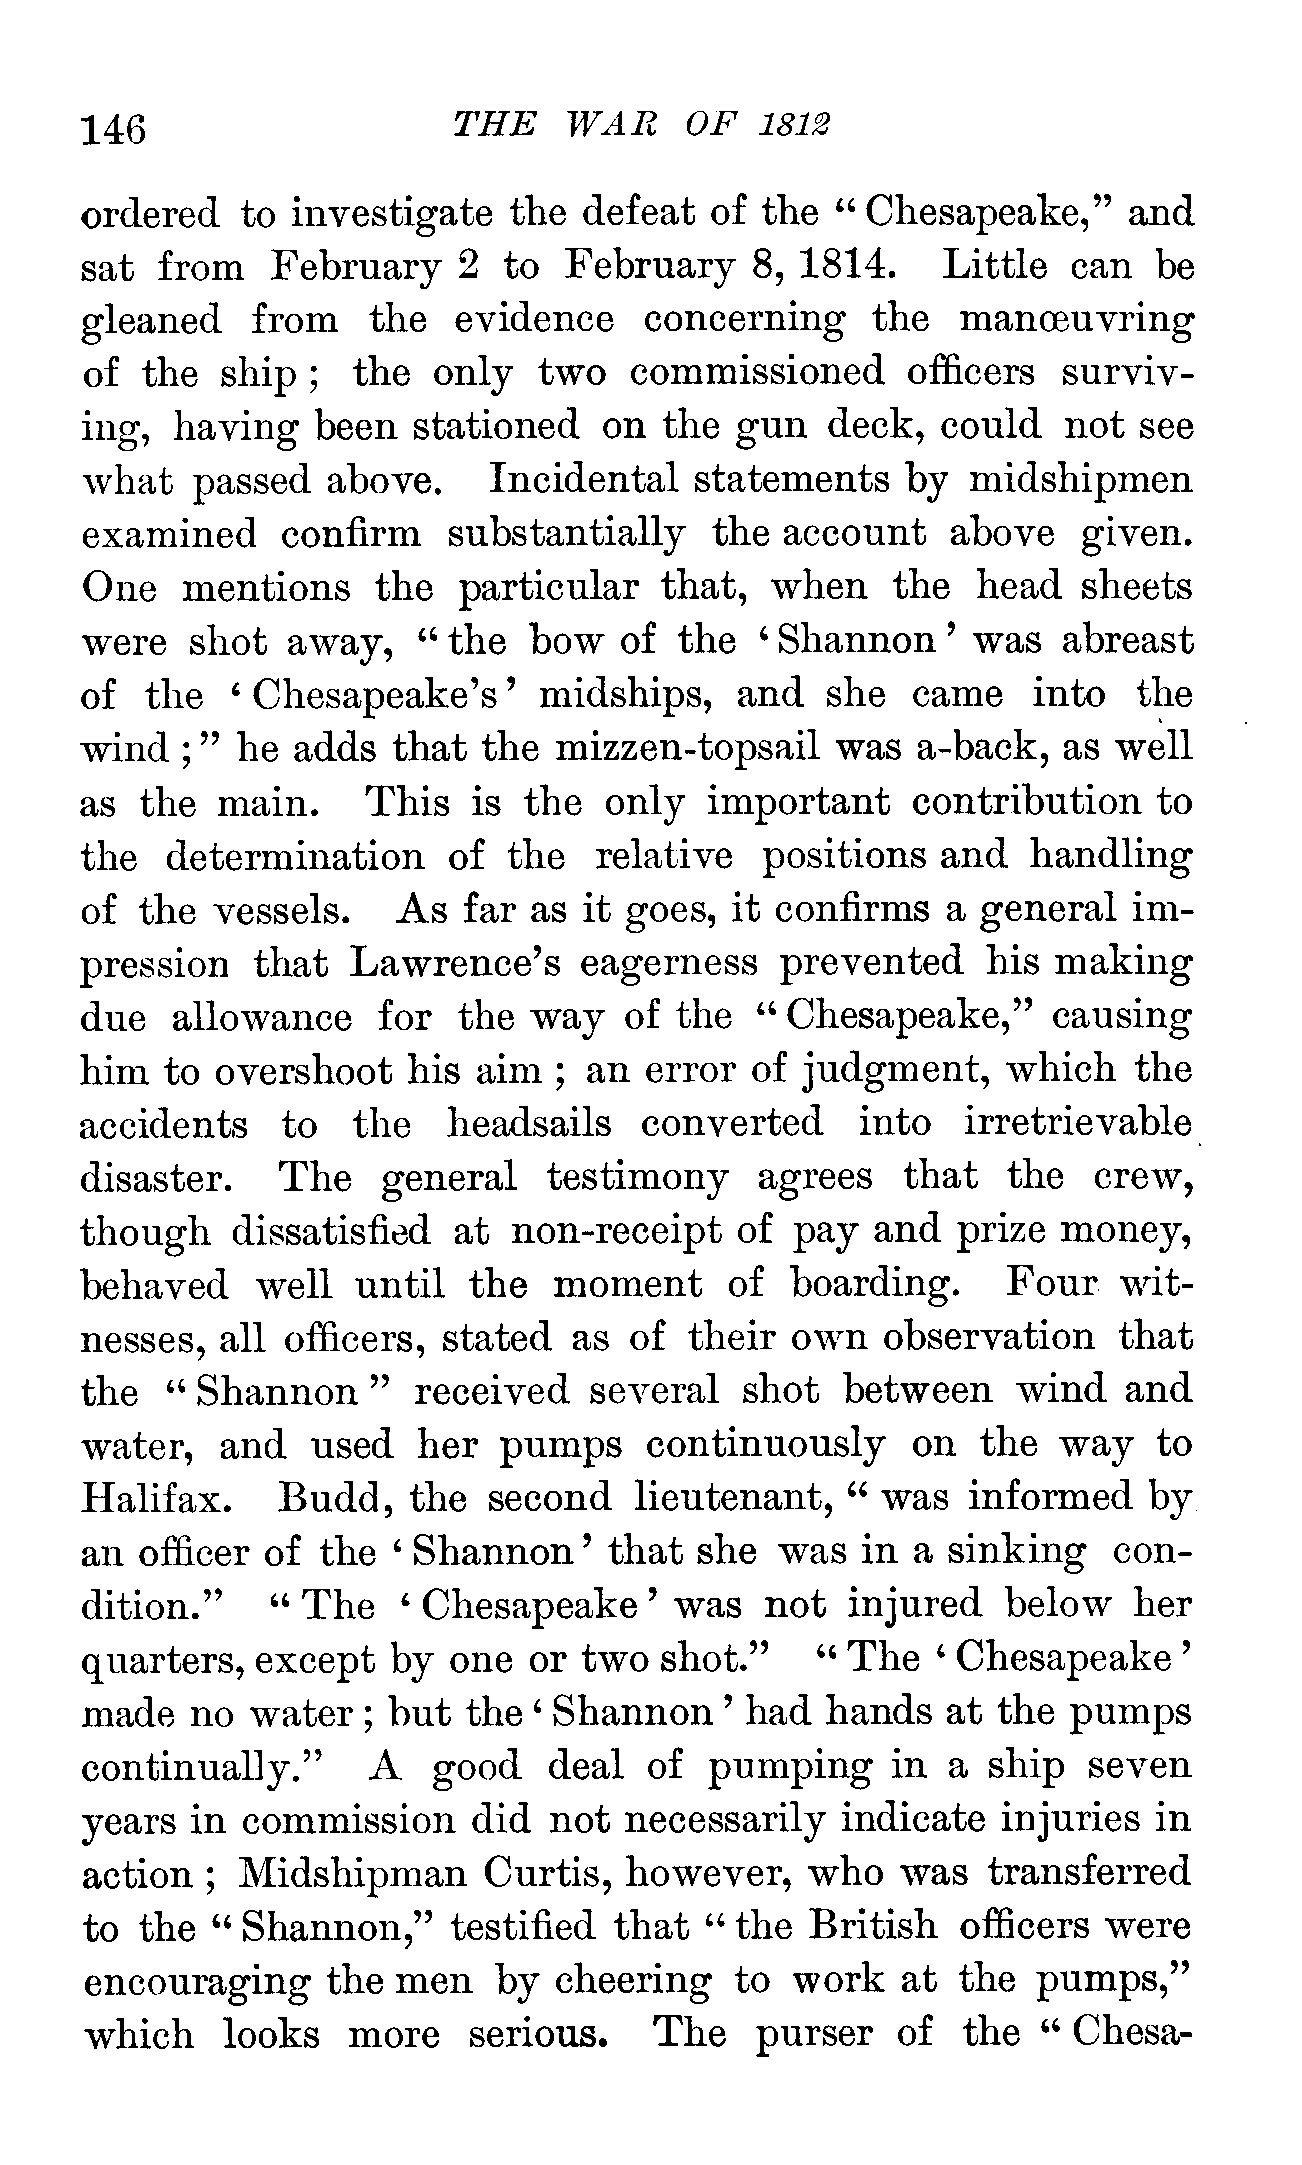 146 THE WAR OF 1812
ordered to investigate the defeat of the “Chesapeake,” and
sat from February 2 to February 8, 1814. Little can be
gleaned from the evidence concerning the manœuvring
of the ship; the only two commissioned officers surviv-
ing, having been stationed on the gun deck, could not see
what passed above. Incidental statements by midshipmen
examined confirm substantially the account above given.
One mentions the particular that, when the head sheets
were shot away, “the bow of the ‘Shannon’ was abreast
of the ‘Chesapeake’s’ midships, and she came into the
wind;” he adds that the mizzen-topsail was a-back, as well
as the main. This is the only important contribution to
the determination of the relative positions and handling
of the vessels. As far as it goes, it confirms a general im-
pression that Lawrence’s eagerness prevented his making
due allowance for the way of the “Chesapeake,” causing
him to overshoot his aim; an error of judgment, which the
accidents to the headsails converted into irretrievable
disaster. The general testimony agrees that the crew,
though dissatisfied at non-receipt of pay and prize money,
behaved well until the moment of boarding. Four wit-
nesses, all officers, stated as of their own observation that
the “Shannon” received several shot between wind and
water, and used her pumps continuously on the way to
Halifax. Budd, the second lieutenant, “was informed by
an officer of the ‘Shannon’ that she was in a sinking con-
dition.” “The ‘Chesapeake’ was not injured below her
quarters, except by one or two shot.” “The ‘Chesapeake’
made no water; but the ‘Shannon’ had hands at the pumps
continually.” A good deal of pumping in a ship seven
years in commission did not necessarily indicate injuries in
action; Midshipman Curtis, however, who was transferred
to the “Shannon,” testified that “the British officers were
encouraging the men by cheering to work at the pumps,”
which looks more serious. The purser of the “Chesa-